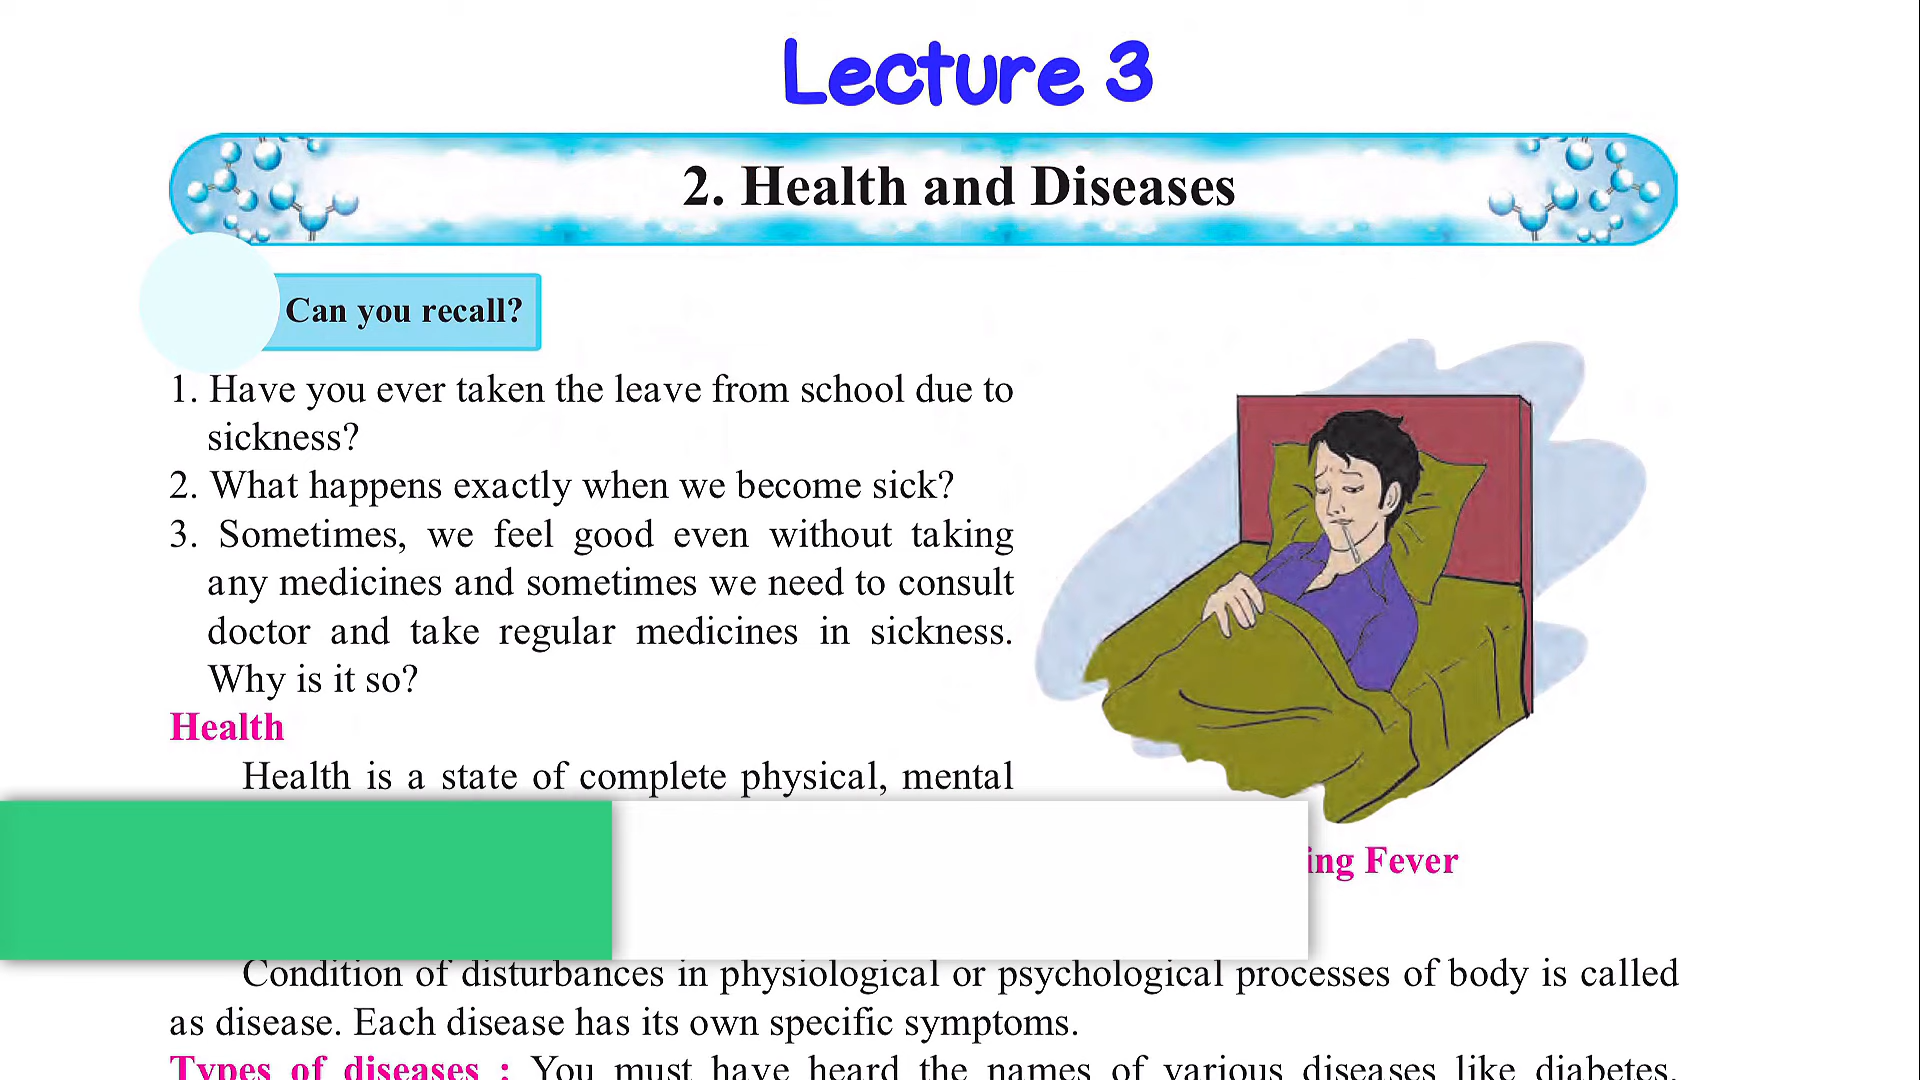 Lecture 3
2. Health and Diseases
Can you recall?
1. Have you ever taken the leave from school due to
sickness?
2. What happens exactly when we become sick?
3. Sometimes, we feel good even without taking
any medicines and sometimes we need to consult
doctor and take regular medicines in sickness.
Why is it so?
Health
Health is a state of complete physical, mental
ing Fever
Condition of disturbances in physiological or psychological processes of body is called
as disease. Each disease has its own specific symptoms.
Types of diseases : You must have heard the names of various diseases like diabetes,